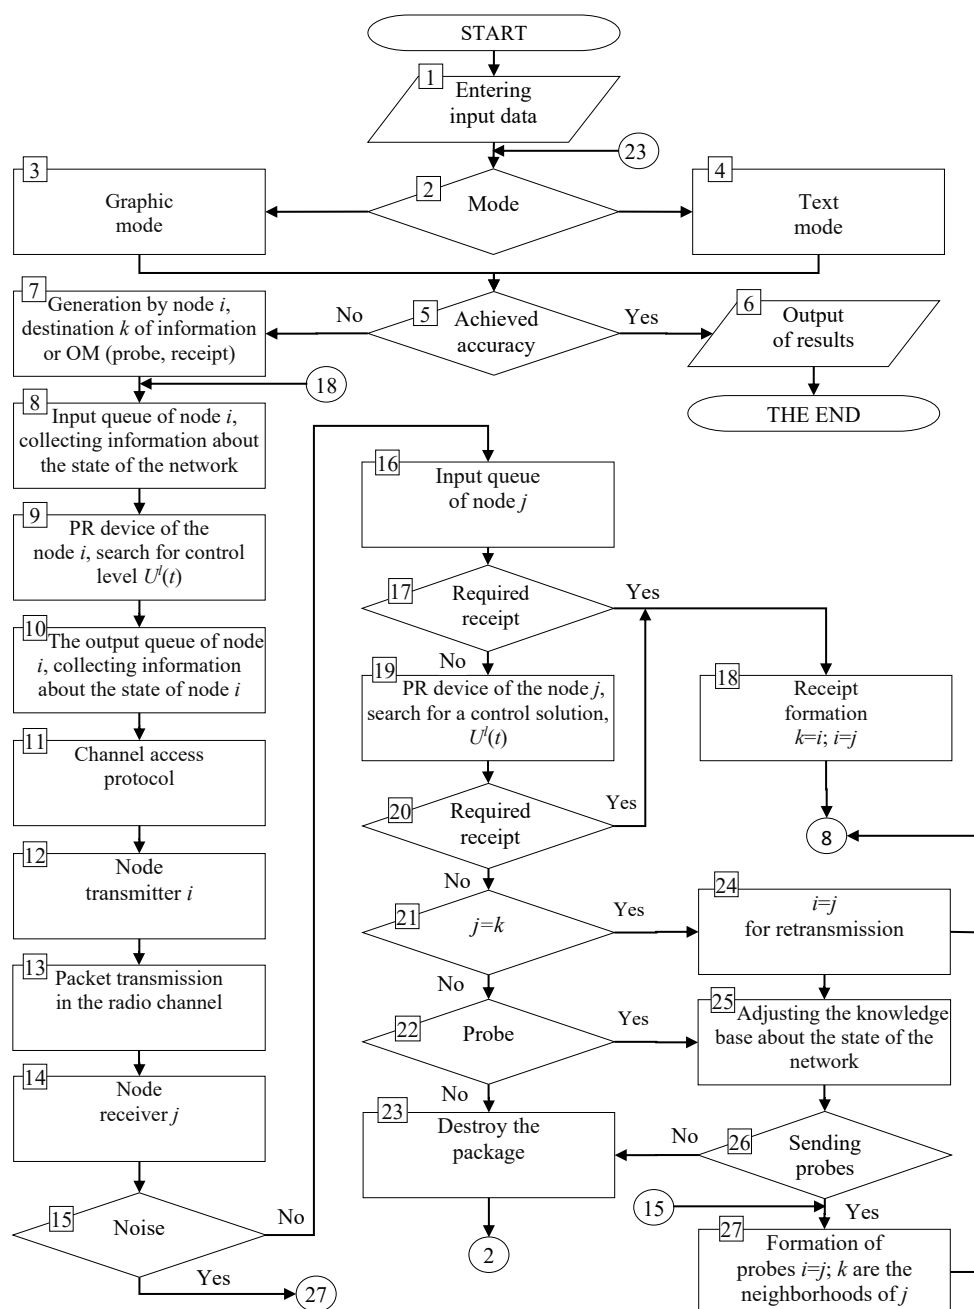 START
1
Entering
input data
23
3
Graphic
mode
2
Mode
4
Text
mode
7
Generation by node i,
destination k of information
or OM (probe, receipt)
No
5
Achieved
accuracy
Yes
6
Output
of results
18
THE END
8
Input queue of node i,
collecting information about
the state of the network
9
PR device of the
node i, search for control
level Uˡ(t)
10
The output queue of node
i, collecting information
about the state of node i
11
Channel access
protocol
12
Node
transmitter i
13
Packet transmission
in the radio channel
14
Node
receiver j
15
Noise
No
Yes
27
16
Input queue
of node j
17
Required
receipt
Yes
No
19
PR device of the node j,
search for a control solution,
Uˡ(t)
18
Receipt
formation
k=i; i=j
20
Required
receipt
Yes
8
No
21
j=k
Yes
24
i=j
for retransmission
No
22
Probe
Yes
25
Adjusting the knowledge
base about the state of the
network
No
23
Destroy the
package
No
26
Sending
probes
2
15
Yes
27
Formation of
probes i=j; k are the
neighborhoods of j